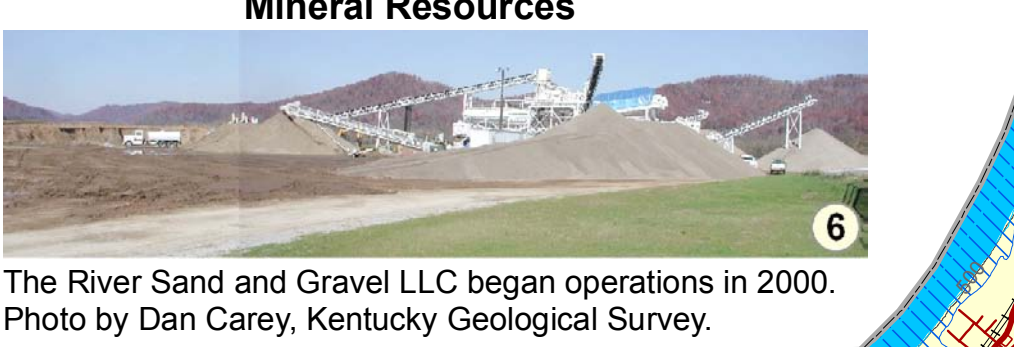 Mineral Resources
6
The River Sand and Gravel LLC began operations in 2000.
Photo by Dan Carey, Kentucky Geological Survey.
600